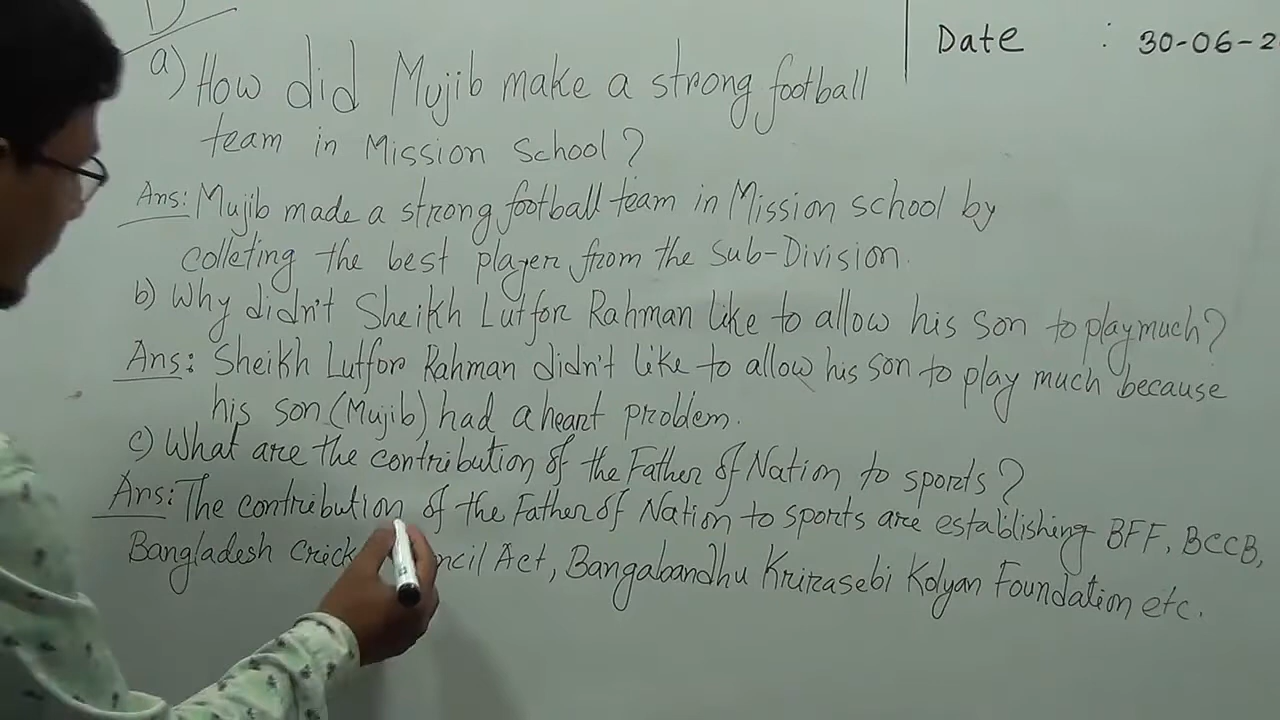 D
Date : 30-06-2
a) How did Mujib make a strong football
team in Mission School?
Ans: Mujib made a strong football team in Mission school by
colleting the best player from the Sub-Division.
b) Why didn't Sheikh Lutfor Rahman like to allow his son to play much?
Ans: Sheikh Lutfor Rahman didn't like to allow his son to play much because
his son (Mujib) had a heart problem.
c) What are the contribution of the Father of Nation to sports?
Ans: The contribution of the Father of Nation to sports are establishing BFF, BCCB,
Bangladesh Crick ncil Act, Bangabandhu Krirasebi Kolyan Foundation etc.